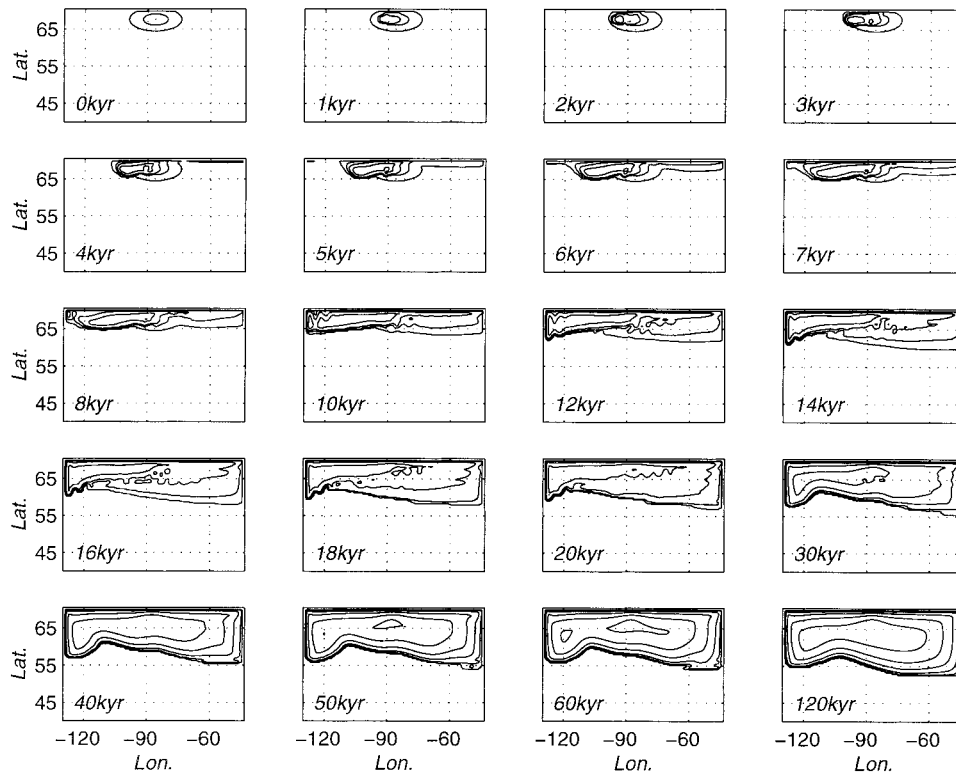 Lat. 65 55 45 0kyr 1kyr 2kyr 3kyr
Lat. 65 55 45 4kyr 5kyr 6kyr 7kyr
Lat. 65 55 45 8kyr 10kyr 12kyr 14kyr
Lat. 65 55 45 16kyr 18kyr 20kyr 30kyr
Lat. 65 55 45 40kyr 50kyr 60kyr 120kyr
−120 −90 −60 −120 −90 −60 −120 −90 −60 −120 −90 −60
Lon. Lon. Lon. Lon.